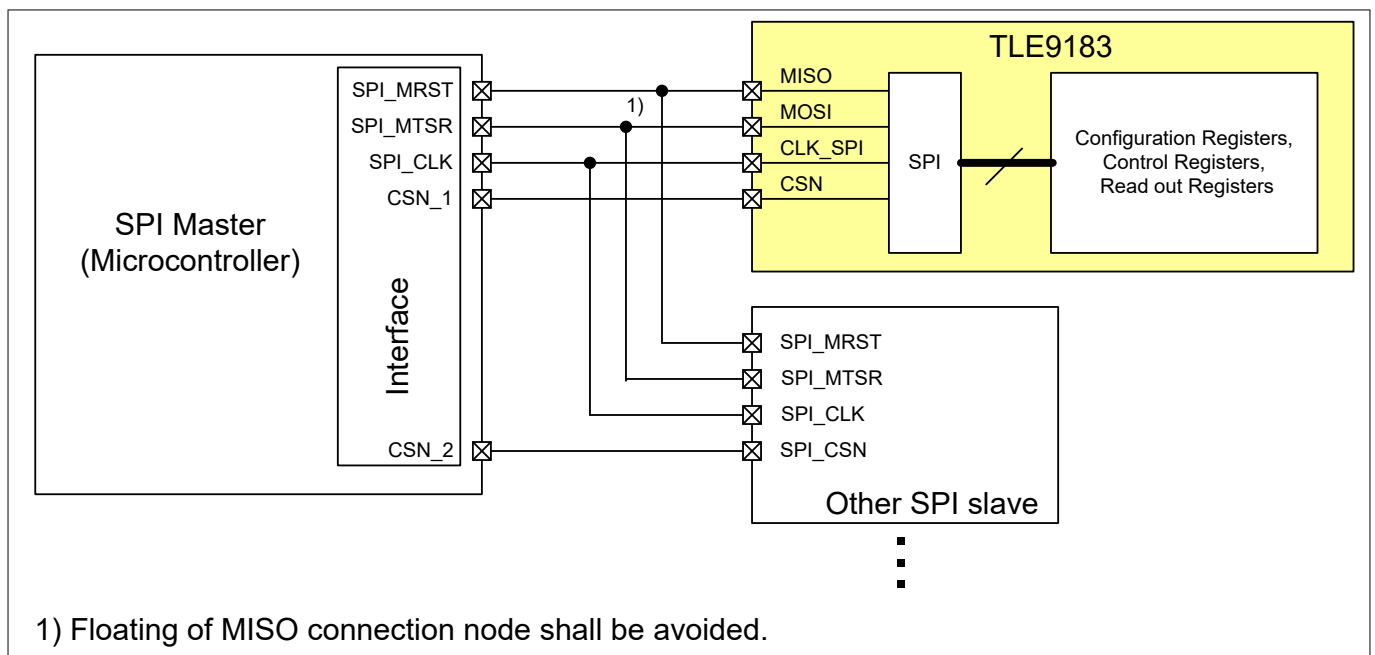 TLE9183
SPI_MRST
SPI_MTSR
SPI_CLK
CSN_1
SPI Master
(Microcontroller)
Interface
CSN_2
1)
MISO
MOSI
CLK_SPI
CSN
SPI
Configuration Registers,
Control Registers,
Read out Registers
SPI_MRST
SPI_MTSR
SPI_CLK
SPI_CSN
Other SPI slave
1) Floating of MISO connection node shall be avoided.